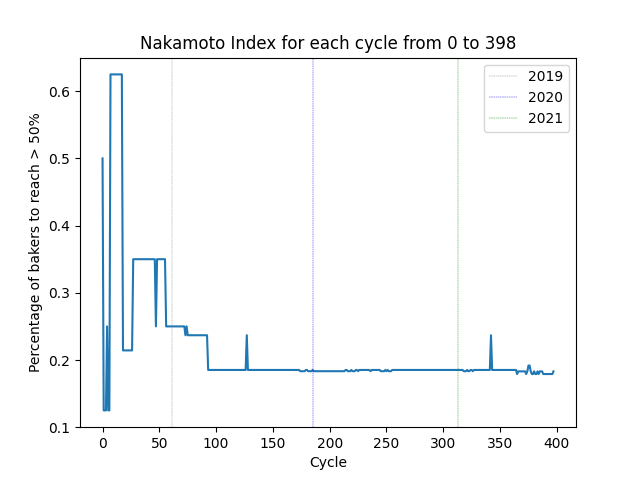 Nakamoto Index for each cycle from 0 to 398
Percentage of bakers to reach > 50%
0.6
0.5
0.4
0.3
0.2
0.1
2019
2020
2021
0 50 100 150 200 250 300 350 400
Cycle